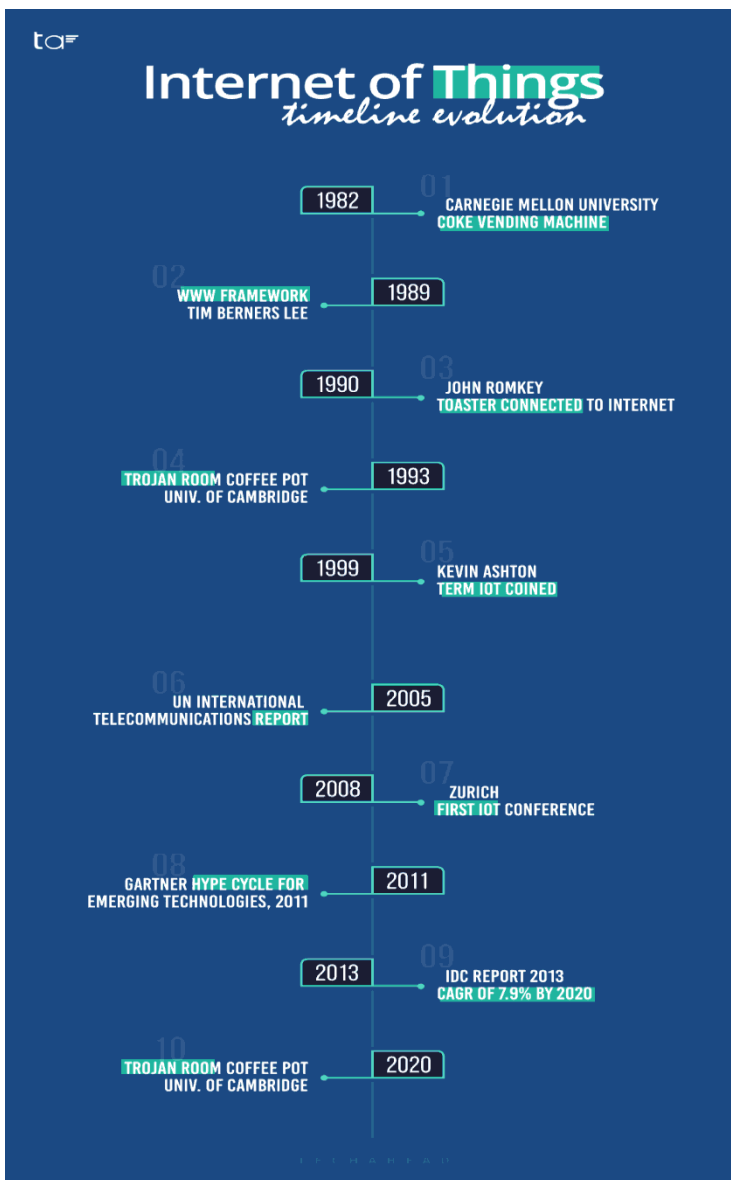 ta
Internet of Things
timeline evolution
01
1982
CARNEGIE MELLON UNIVERSITY
COKE VENDING MACHINE
02
WWW FRAMEWORK
TIM BERNERS LEE
1989
03
1990
JOHN ROMKEY
TOASTER CONNECTED TO INTERNET
04
TROJAN ROOM COFFEE POT
UNIV. OF CAMBRIDGE
1993
05
1999
KEVIN ASHTON
TERM IOT COINED
06
UN INTERNATIONAL
TELECOMMUNICATIONS REPORT
2005
07
2008
ZURICH
FIRST IOT CONFERENCE
08
GARTNER HYPE CYCLE FOR
EMERGING TECHNOLOGIES, 2011
2011
09
2013
IDC REPORT 2013
CAGR OF 7.9% BY 2020
10
TROJAN ROOM COFFEE POT
UNIV. OF CAMBRIDGE
2020